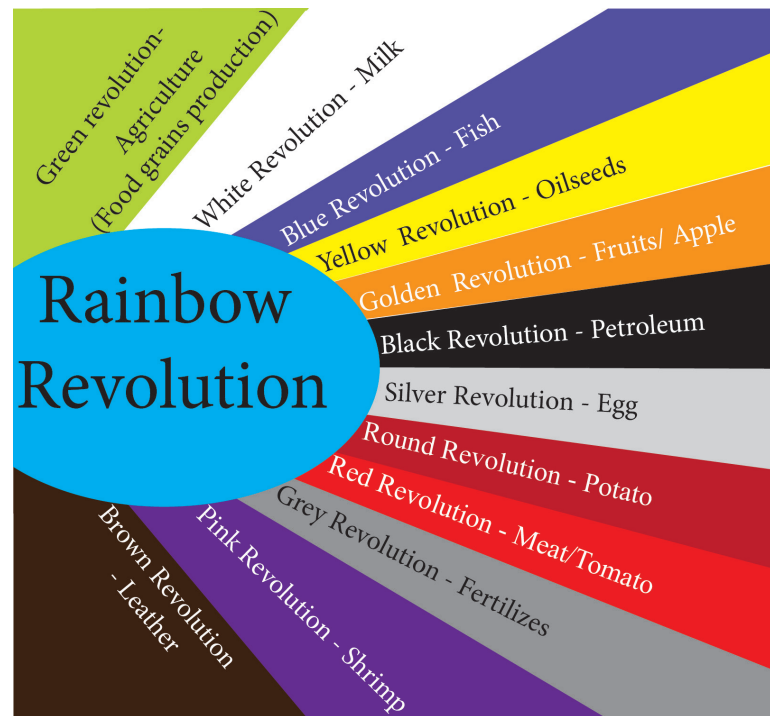 Rainbow
Revolution
Green revolution-
Agriculture
(Food grains production)
White Revolution - Milk
Blue Revolution - Fish
Yellow Revolution - Oilseeds
Golden Revolution - Fruits/ Apple
Black Revolution - Petroleum
Silver Revolution - Egg
Round Revolution - Potato
Red Revolution - Meat/Tomato
Grey Revolution - Fertilizes
Pink Revolution - Shrimp
Brown Revolution
- Leather